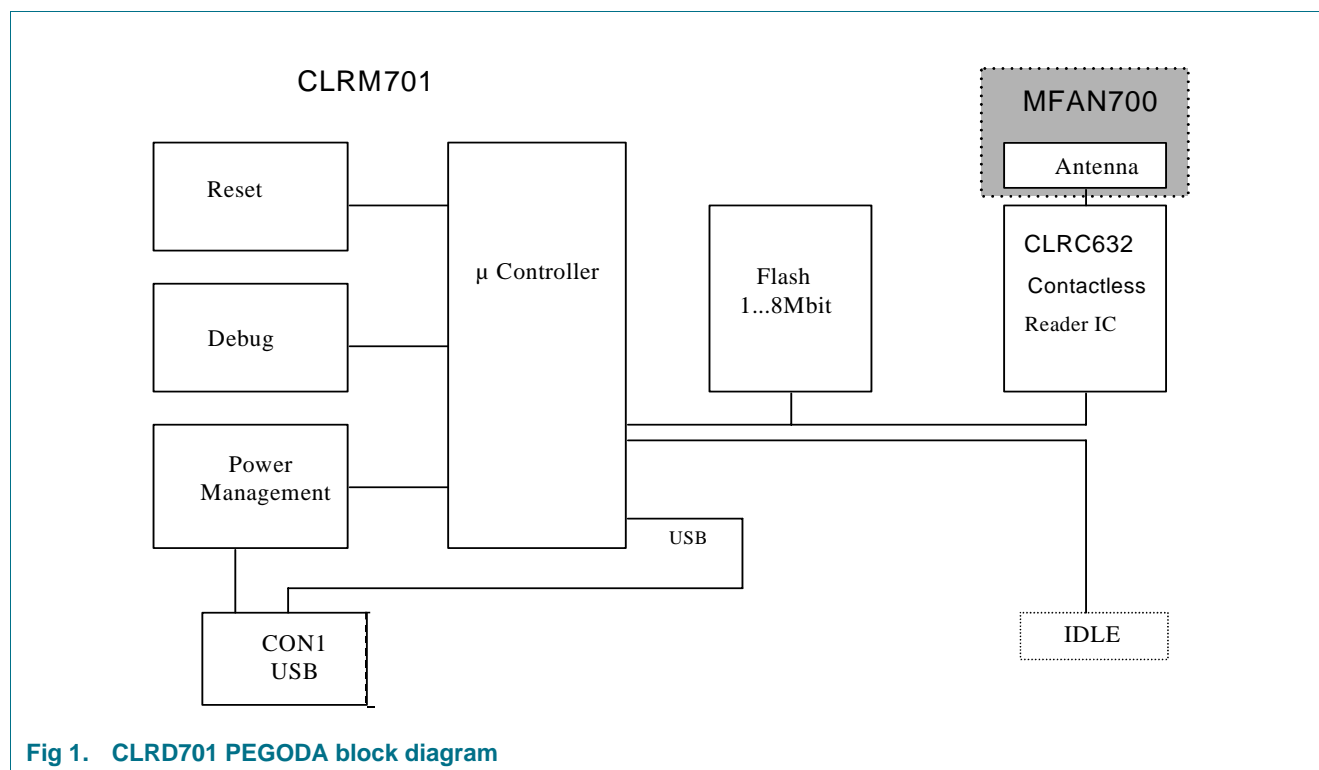 CLRM701
MFAN700
Antenna
Reset
µ Controller
Flash
1...8Mbit
CLRC632
Contactless
Reader IC
Debug
Power
Management
USB
CON1
USB
IDLE
Fig 1. CLRD701 PEGODA block diagram